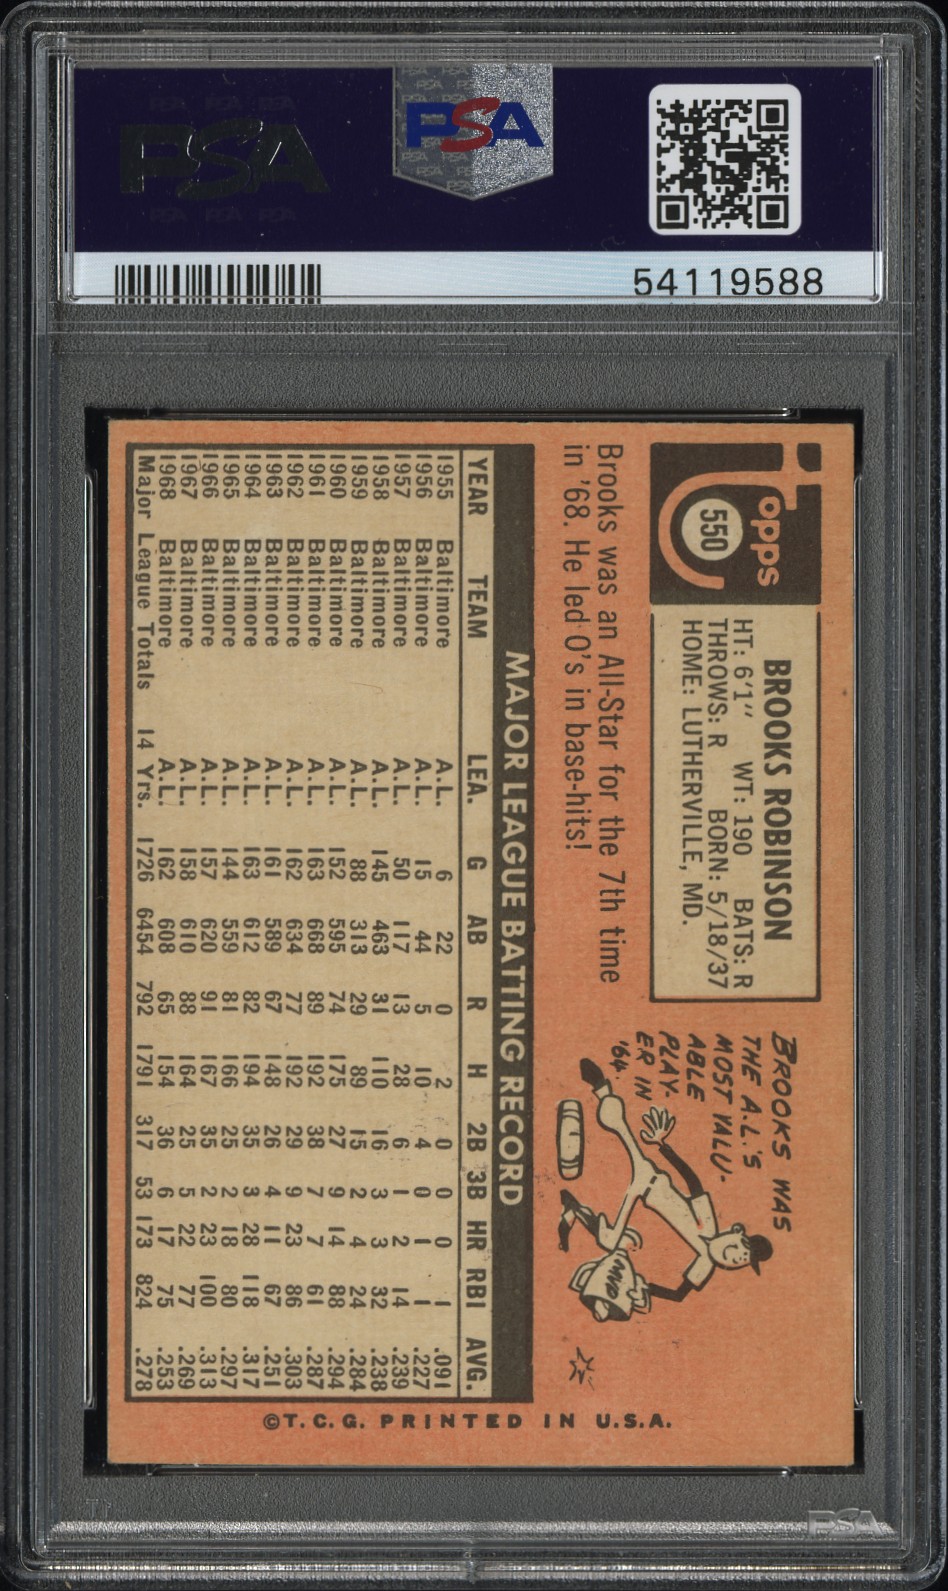 PSA
PSA
54119588
Topps
550
BROOKS ROBINSON
HT: 6'1" WT: 190 BATS: R
THROWS: R BORN: 5/18/37
HOME: LUTHERVILLE, MD.
Brooks was an All-Star for the 7th time
in '68. He led O's in base-hits!
BROOKS WAS
THE A.L.'S
MOST VALU-
ABLE
PLAY-
ER IN
'64.
MVP
MAJOR LEAGUE BATTING RECORD
YEAR TEAM LEA. G AB R H 2B 3B HR RBI AVG.
1955 Baltimore A.L. 6 22 0 2 0 0 0 1 .091
1956 Baltimore A.L. 15 44 5 10 4 0 1 1 .227
1957 Baltimore A.L. 50 117 13 28 6 1 2 14 .239
1958 Baltimore A.L. 145 463 31 110 16 3 3 32 .238
1959 Baltimore A.L. 88 313 29 89 15 2 4 24 .284
1960 Baltimore A.L. 152 595 74 175 27 9 14 88 .294
1961 Baltimore A.L. 163 668 89 192 38 7 7 61 .287
1962 Baltimore A.L. 162 634 77 192 29 9 23 86 .303
1963 Baltimore A.L. 161 589 67 148 26 4 11 67 .251
1964 Baltimore A.L. 163 612 82 194 35 3 28 118 .317
1965 Baltimore A.L. 144 559 81 166 25 2 18 80 .297
1966 Baltimore A.L. 157 620 91 167 35 2 23 100 .313
1967 Baltimore A.L. 158 610 88 164 25 5 22 77 .269
1968 Baltimore A.L. 162 608 65 154 36 6 17 75 .253
Major League Totals 14 Yrs. 1726 6454 792 1791 317 53 173 824 .278
©T.C.G. PRINTED IN U.S.A.
PSA